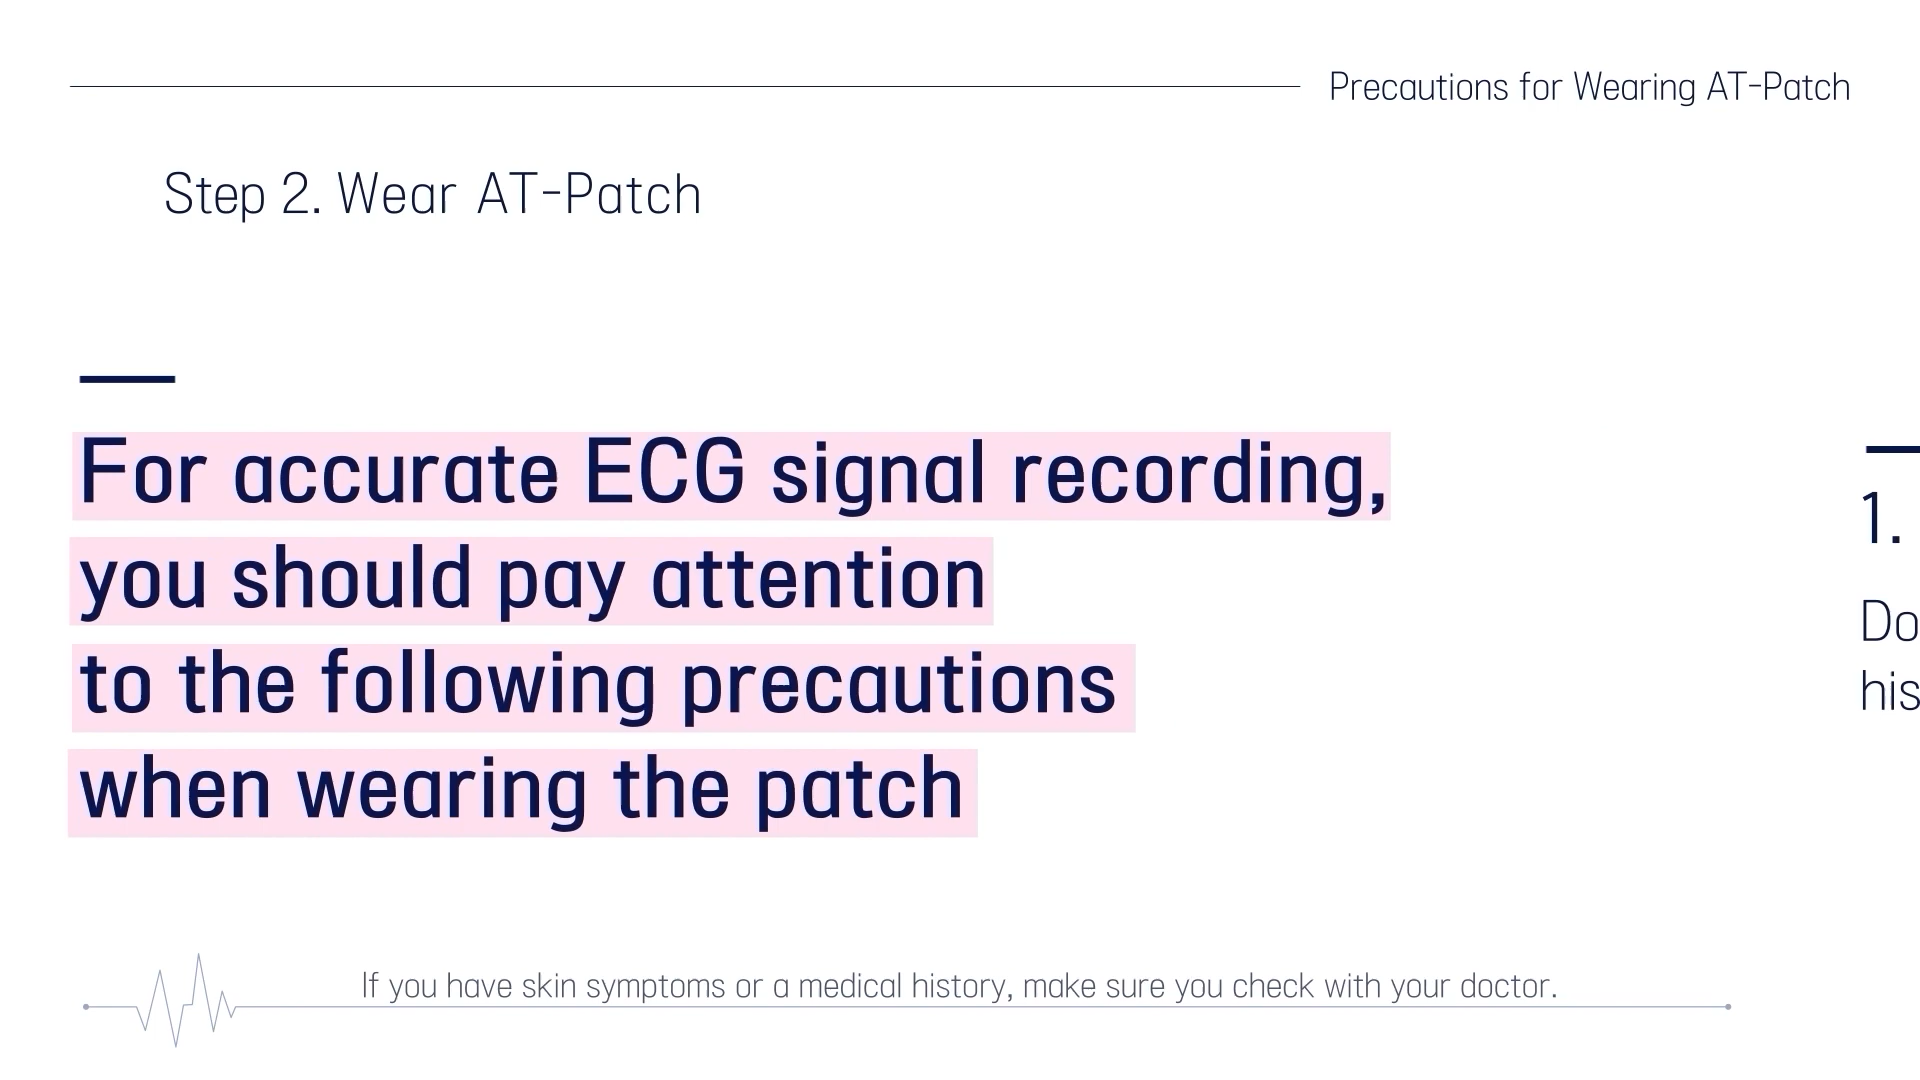 Precautions for Wearing AT-Patch
Step 2. Wear AT-Patch
For accurate ECG signal recording,
you should pay attention
to the following precautions
when wearing the patch
1.
If you have skin symptoms or a medical history, make sure you check with your doctor.